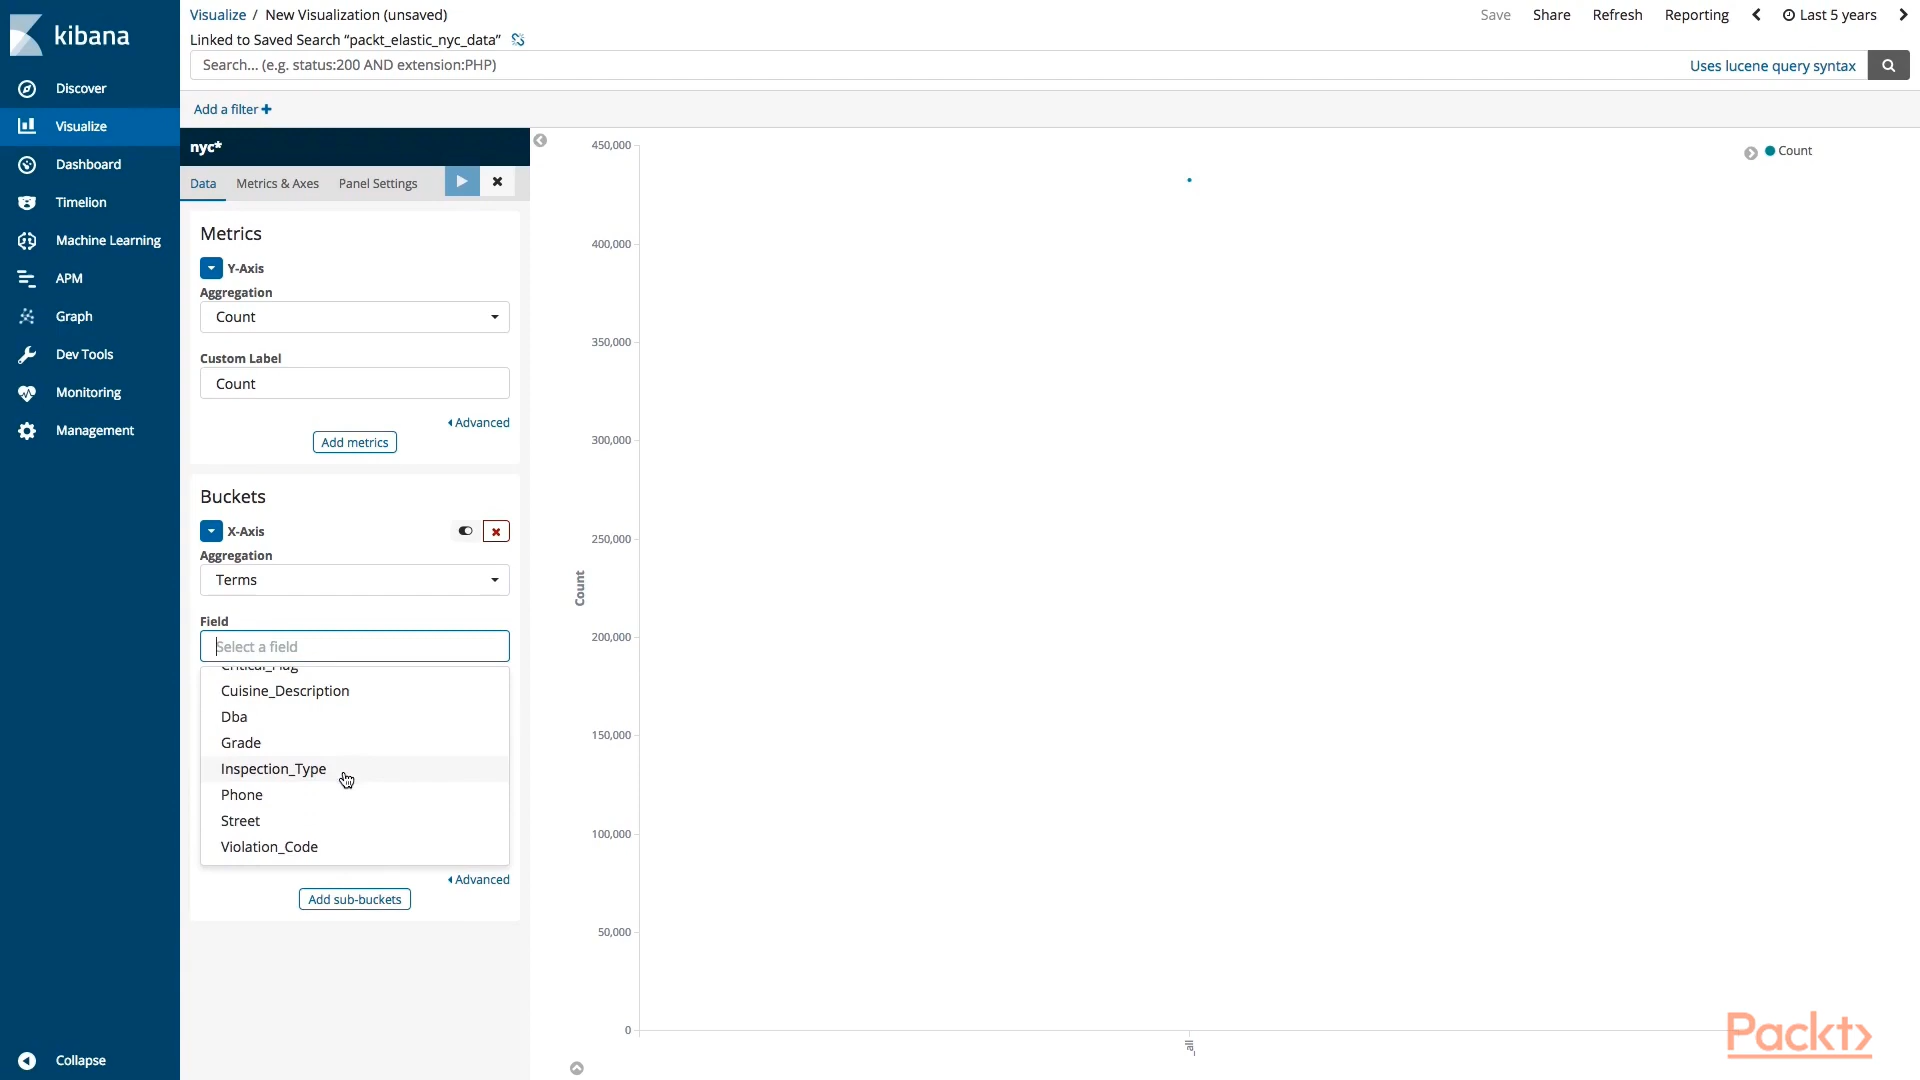 kibana
Discover
Visualize
Dashboard
Timelion
Machine Learning
APM
Graph
Dev Tools
Monitoring
Management
Collapse
Visualize / New Visualization (unsaved)
Save Share Refresh Reporting Last 5 years
Linked to Saved Search “packt_elastic_nyc_data”
Search... (e.g. status:200 AND extension:PHP)
Uses lucene query syntax
Add a filter
nyc*
Data Metrics & Axes Panel Settings
Metrics
Y-Axis
Aggregation
Count
Custom Label
Count
Advanced
Add metrics
Buckets
X-Axis
Aggregation
Terms
Field
Select a field
Critical_Flag
Cuisine_Description
Dba
Grade
Inspection_Type
Phone
Street
Violation_Code
Advanced
Add sub-buckets
450,000
400,000
350,000
300,000
250,000
200,000
150,000
100,000
50,000
0
Count
_all
Count
Packt>